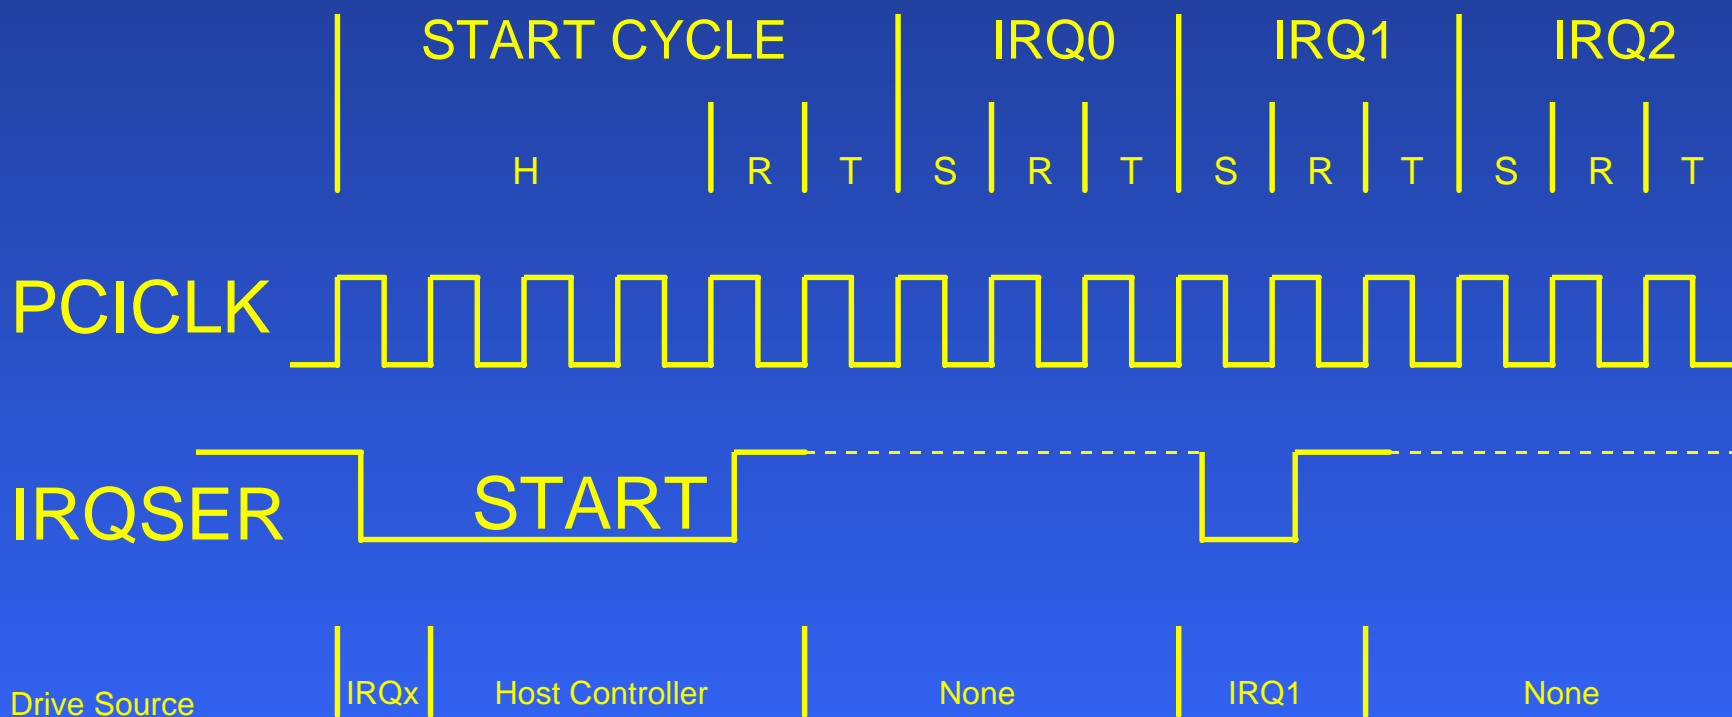 START CYCLE IRQ0 IRQ1 IRQ2
H R T S R T S R T S R T
PCICLK
IRQSER START
Drive Source IRQx Host Controller None IRQ1 None